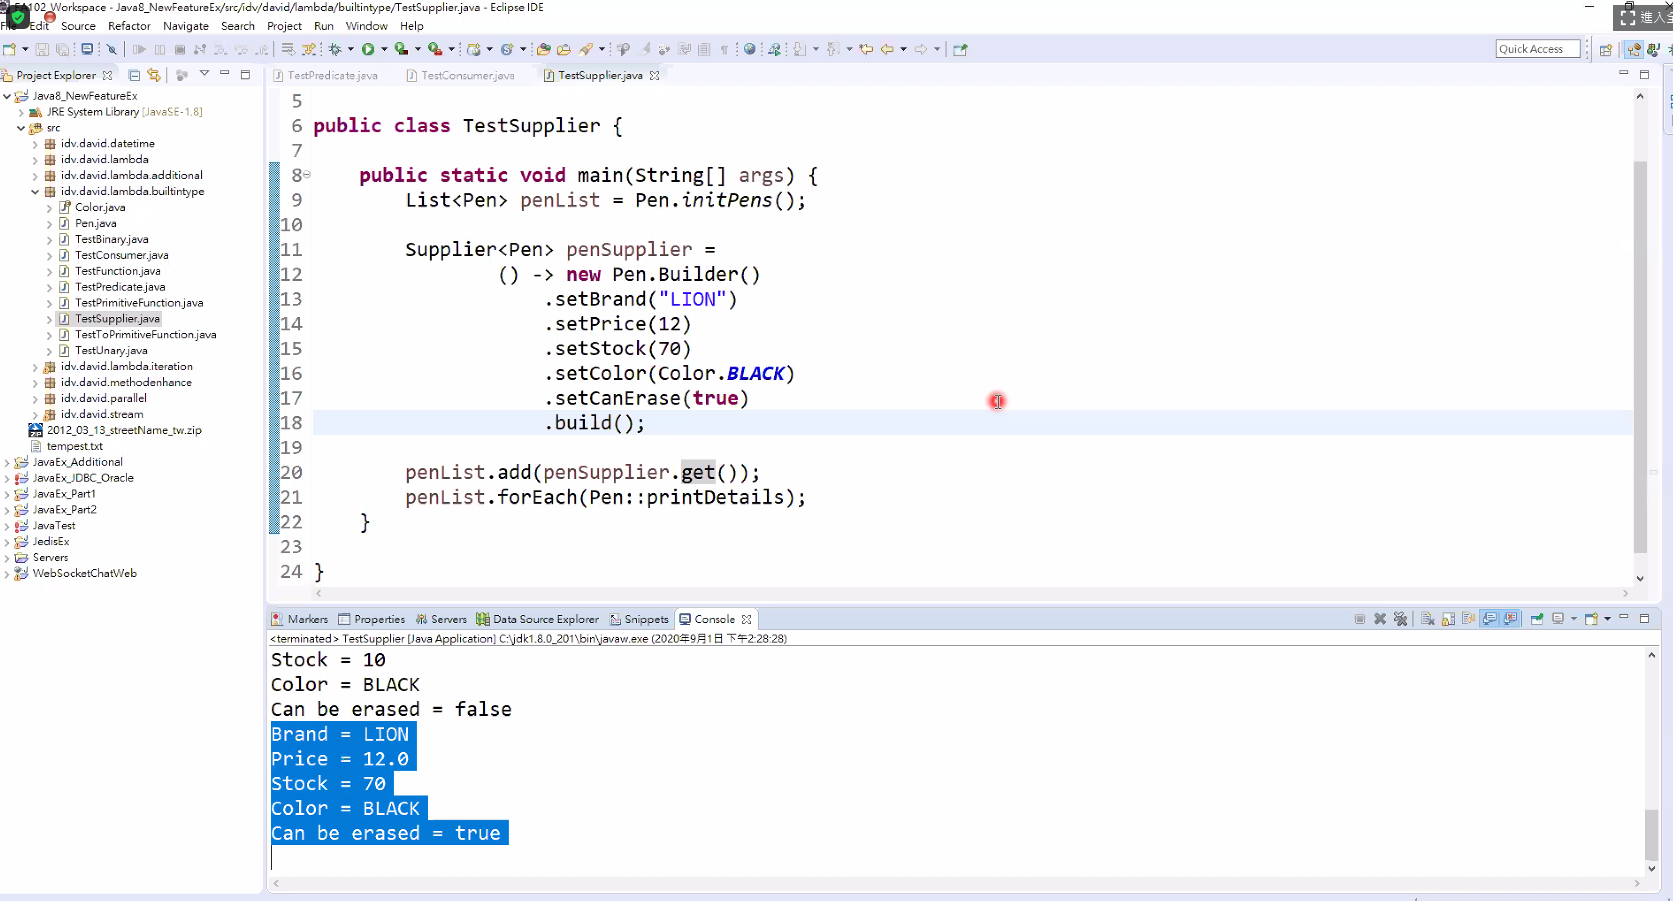 FA102_Workspace - Java8_NewFeatureEx/src/idv/david/lambda/builtintype/TestSupplier.java - Eclipse IDE
進入全
File Edit Source Refactor Navigate Search Project Run Window Help
Quick Access
Project Explorer
TestPredicate.java TestConsumer.java TestSupplier.java
Java8_NewFeatureEx
JRE System Library [JavaSE-1.8]
src
idv.david.datetime
idv.david.lambda
idv.david.lambda.additional
idv.david.lambda.builtintype
Color.java
Pen.java
TestBinary.java
TestConsumer.java
TestFunction.java
TestPredicate.java
TestPrimitiveFunction.java
TestSupplier.java
TestToPrimitiveFunction.java
TestUnary.java
idv.david.lambda.iteration
idv.david.methodenhance
idv.david.parallel
idv.david.stream
2012_03_13_streetName_tw.zip
tempest.txt
JavaEx_Additional
JavaEx_JDBC_Oracle
JavaEx_Part1
JavaEx_Part2
JavaTest
JedisEx
Servers
WebSocketChatWeb
5
6 public class TestSupplier {
7
8 public static void main(String[] args) {
9 List<Pen> penList = Pen.initPens();
10
11 Supplier<Pen> penSupplier =
12 () -> new Pen.Builder()
13 .setBrand("LION")
14 .setPrice(12)
15 .setStock(70)
16 .setColor(Color.BLACK)
17 .setCanErase(true)
18 .build();
19
20 penList.add(penSupplier.get());
21 penList.forEach(Pen::printDetails);
22 }
23
24 }
Markers Properties Servers Data Source Explorer Snippets Console
<terminated> TestSupplier [Java Application] C:\jdk1.8.0_201\bin\javaw.exe (2020年9月1日 下午2:28:28)
Stock = 10
Color = BLACK
Can be erased = false
Brand = LION
Price = 12.0
Stock = 70
Color = BLACK
Can be erased = true